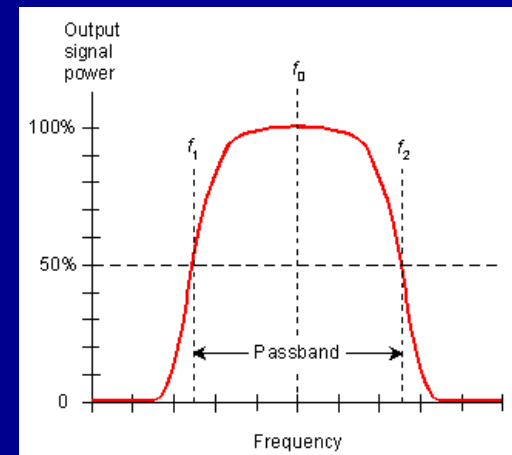 Output
signal
power
f₀
100%
f₁
f₂
50%
Passband
0
Frequency